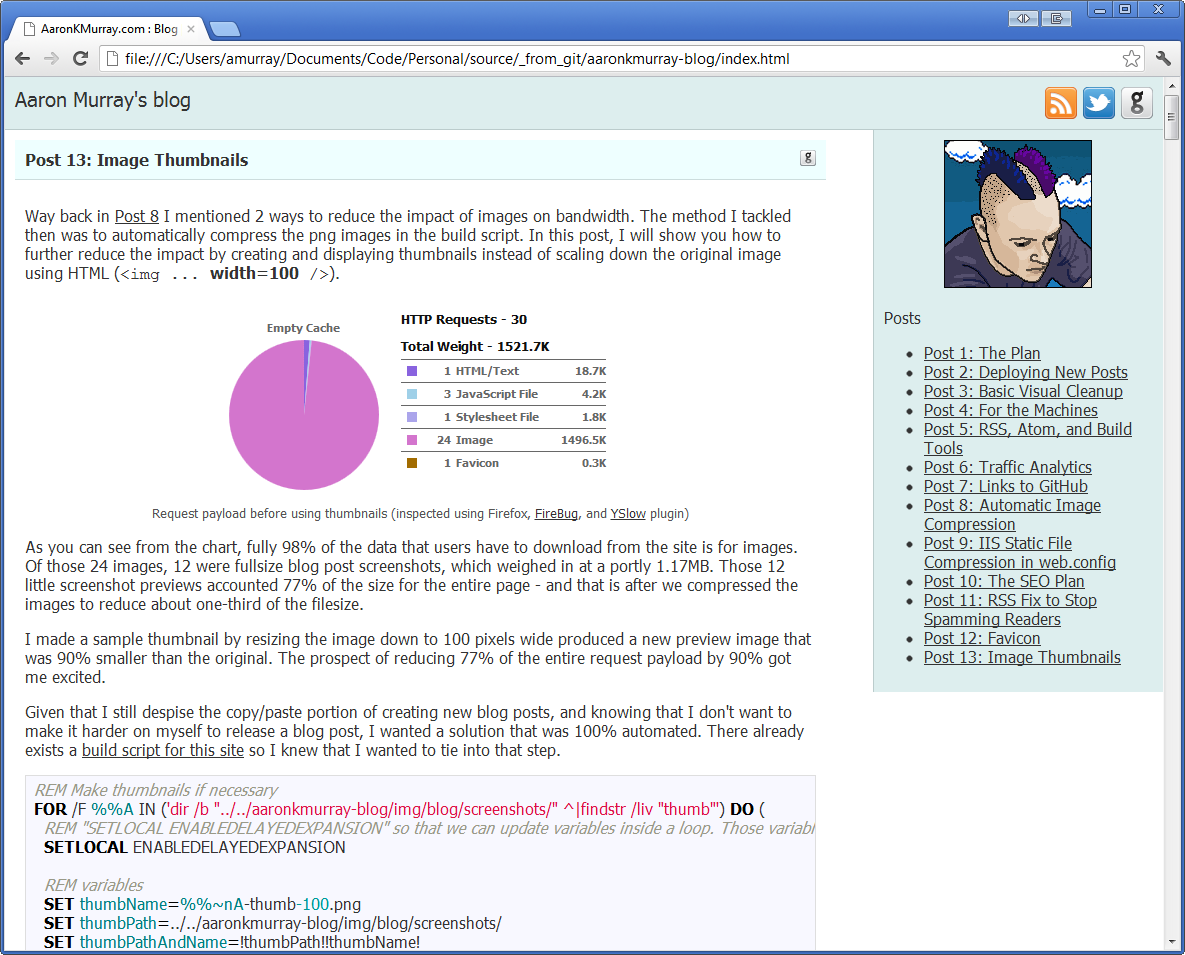 AaronKMurray.com : Blog
file:///C:/Users/amurray/Documents/Code/Personal/source/_from_git/aaronkmurray-blog/index.html
Aaron Murray's blog
g
Post 13: Image Thumbnails
g
Way back in Post 8 I mentioned 2 ways to reduce the impact of images on bandwidth. The method I tackled
then was to automatically compress the png images in the build script. In this post, I will show you how to
further reduce the impact by creating and displaying thumbnails instead of scaling down the original image
using HTML (<img ... width=100 />).
Empty Cache
HTTP Requests - 30
Total Weight - 1521.7K
1 HTML/Text 18.7K
3 JavaScript File 4.2K
1 Stylesheet File 1.8K
24 Image 1496.5K
1 Favicon 0.3K
Request payload before using thumbnails (inspected using Firefox, FireBug, and YSlow plugin)
As you can see from the chart, fully 98% of the data that users have to download from the site is for images.
Of those 24 images, 12 were fullsize blog post screenshots, which weighed in at a portly 1.17MB. Those 12
little screenshot previews accounted 77% of the size for the entire page - and that is after we compressed the
images to reduce about one-third of the filesize.
I made a sample thumbnail by resizing the image down to 100 pixels wide produced a new preview image that
was 90% smaller than the original. The prospect of reducing 77% of the entire request payload by 90% got
me excited.
Given that I still despise the copy/paste portion of creating new blog posts, and knowing that I don't want to
make it harder on myself to release a blog post, I wanted a solution that was 100% automated. There already
exists a build script for this site so I knew that I wanted to tie into that step.
REM Make thumbnails if necessary
FOR /F %%A IN ('dir /b "../../aaronkmurray-blog/img/blog/screenshots/" ^|findstr /liv "thumb"') DO (
REM "SETLOCAL ENABLEDELAYEDEXPANSION" so that we can update variables inside a loop. Those variabl
SETLOCAL ENABLEDELAYEDEXPANSION
REM variables
SET thumbName=%%~nA-thumb-100.png
SET thumbPath=../../aaronkmurray-blog/img/blog/screenshots/
SET thumbPathAndName=!thumbPath!!thumbName!
Posts
Post 1: The Plan
Post 2: Deploying New Posts
Post 3: Basic Visual Cleanup
Post 4: For the Machines
Post 5: RSS, Atom, and Build
Tools
Post 6: Traffic Analytics
Post 7: Links to GitHub
Post 8: Automatic Image
Compression
Post 9: IIS Static File
Compression in web.config
Post 10: The SEO Plan
Post 11: RSS Fix to Stop
Spamming Readers
Post 12: Favicon
Post 13: Image Thumbnails